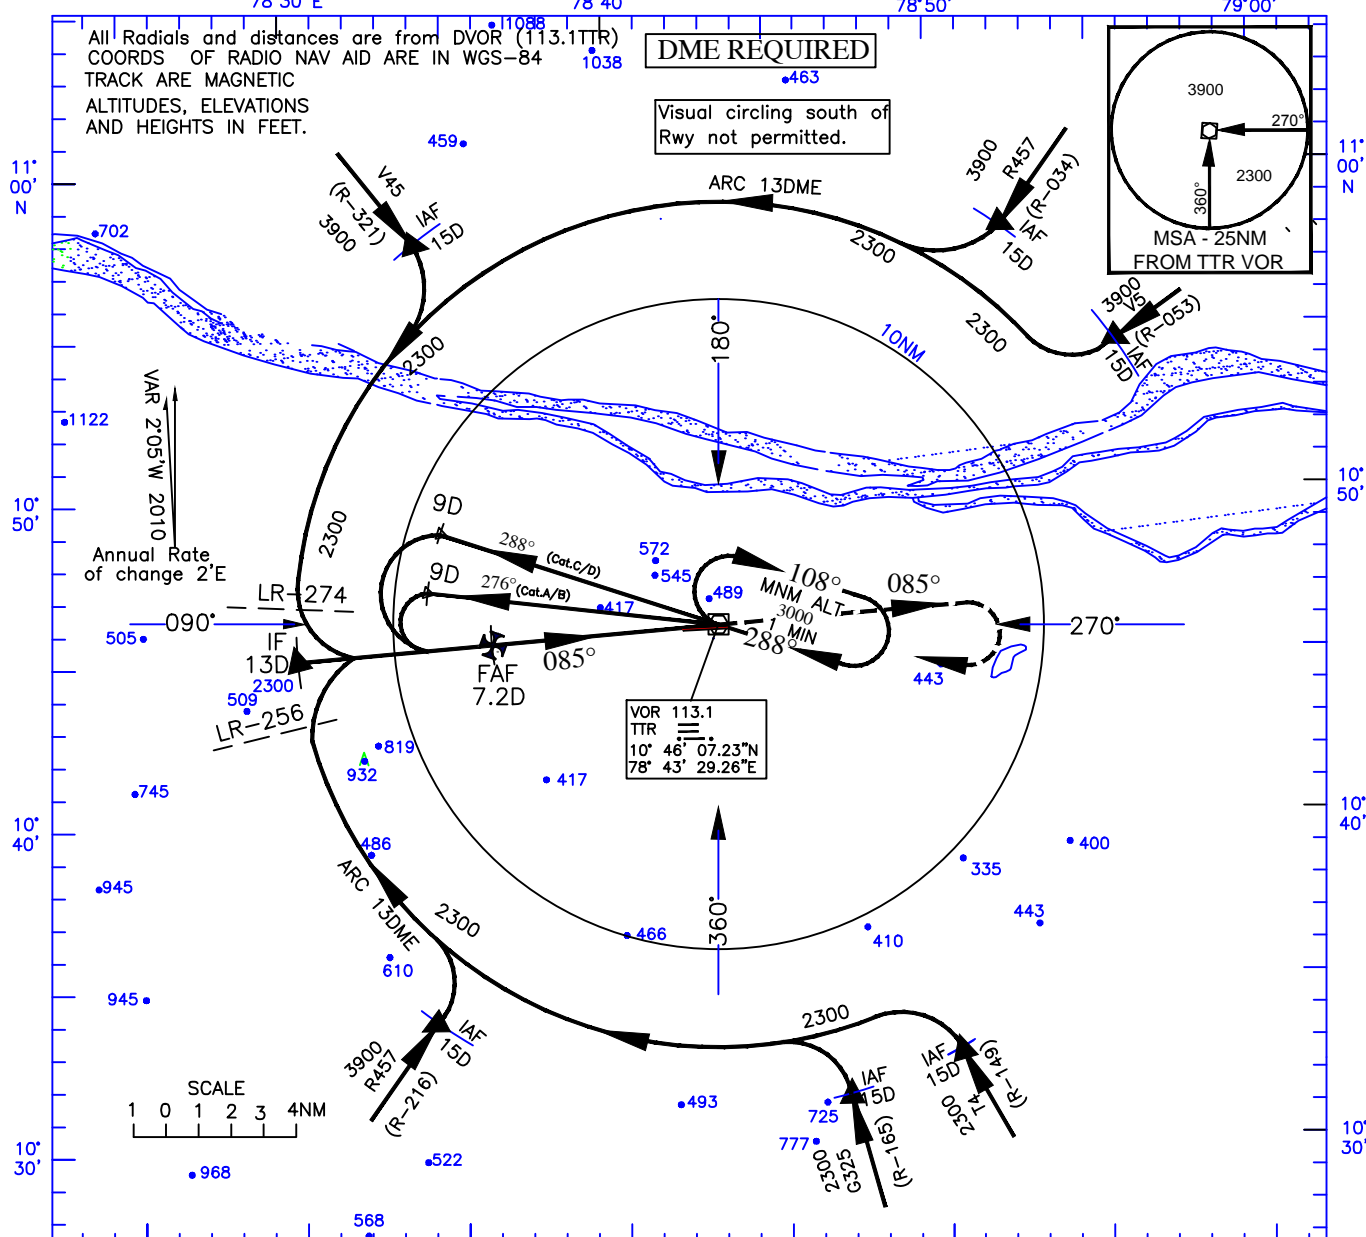 78°30'E
78°40'
78°50'
79°00'
All Radials and distances are from DVOR (113.1TTR)
COORDS OF RADIO NAV AID ARE IN WGS-84
TRACK ARE MAGNETIC
ALTITUDES, ELEVATIONS
AND HEIGHTS IN FEET.
1088
1038
DME REQUIRED
463
Visual circling south of
Rwy not permitted.
3900
270°
2300
360°
MSA - 25NM
FROM TTR VOR
459
11°
00'
N
11°
00'
N
V45
(R-321)
3900
IAF
15D
ARC 13DME
3900
R457
(R-034)
IAF
15D
2300
702
3900
V5
(R-053)
IAF
15D
2300
10NM
180°
2300
VAR 2°05'W 2010
Annual Rate
of change 2'E
1122
10°
50'
10°
50'
2300
9D
288° (Cat.C/D)
9D
276° (Cat.A/B)
572
545
489
417
108°
MNM ALT
3000
1 MIN
288°
085°
270°
443
LR-274
090°
505
IF
13D
2300
509
LR-256
FAF
7.2D
085°
VOR 113.1
TTR
10° 46' 07.23"N
78° 43' 29.26"E
819
932
417
745
10°
40'
10°
40'
486
400
335
945
ARC 13DME
2300
443
466
360°
410
610
945
2300
IAF
15D
3900
R457
(R-216)
IAF
15D
2300
T4
(R-149)
IAF
15D
2300
G325
(R-165)
493
725
777
SCALE
1 0 1 2 3 4NM
10°
30'
10°
30'
522
968
568